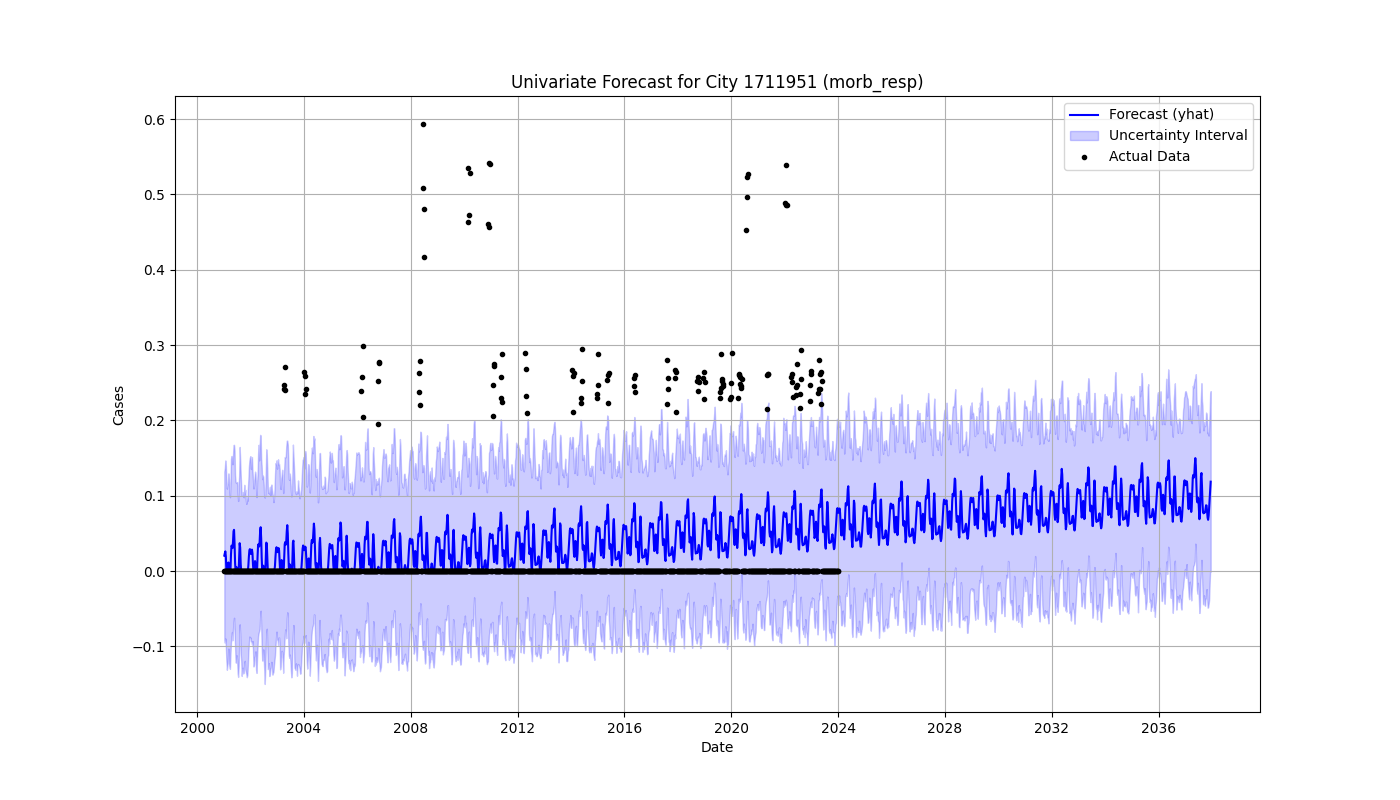 Univariate Forecast for City 1711951 (morb_resp)
Forecast (yhat)
Uncertainty Interval
Actual Data
Cases
0.6
0.5
0.4
0.3
0.2
0.1
0.0
−0.1
2000 2004 2008 2012 2016 2020 2024 2028 2032 2036
Date